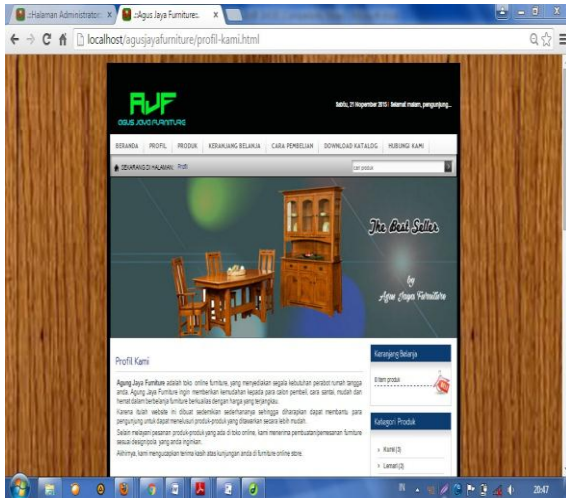 .:Halaman Administrator:
.:Agus Jaya Furniture:.
localhost/agusjayafurniture/profil-kami.html
AJF
AGUS JAYA FURNITURE
Sabtu, 21 Nopember 2015 | Selamat malam, pengunjung...
BERANDA PROFIL PRODUK KERANJANG BELANJA CARA PEMBELIAN DOWNLOAD KATALOG HUBUNGI KAMI
SEKARANG DI HALAMAN: Profil
cari produk
The Best Seller
by
Agus Jaya Furniture
Profil Kami
Agung Jaya Furniture adalah toko online furniture, yang menyediakan segala kebutuhan perabot rumah tangga
anda. Agung Jaya Furniture ingin memberikan kemudahan kepada para calon pembeli, cara santai, mudah dan
hemat dalam berbelanja furniture berkualitas dengan harga yang terjangkau.
Karena itulah website ini dibuat sedemikian sederhananya sehingga diharapkan dapat membantu para
pengunjung untuk dapat menelusuri produk-produk yang ditawarkan secara lebih mudah.
Selain melayani pesanan produk-produk yang ada di toko online, kami menerima pembuatan/pemesanan furniture
sesuai design/pola yang anda inginkan.
Akhirnya, kami mengucapkan terima kasih atas kunjungan anda di furniture online store.
Keranjang Belanja
0 item produk
Kategori Produk
Kursi (3)
Lemari (3)
IN
20:47